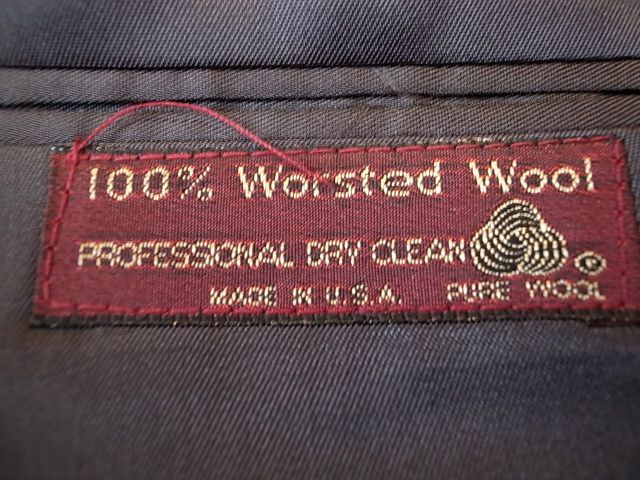 100% Worsted Wool
PROFESSIONAL DRY CLEAN
MADE IN U.S.A. PURE WOOL